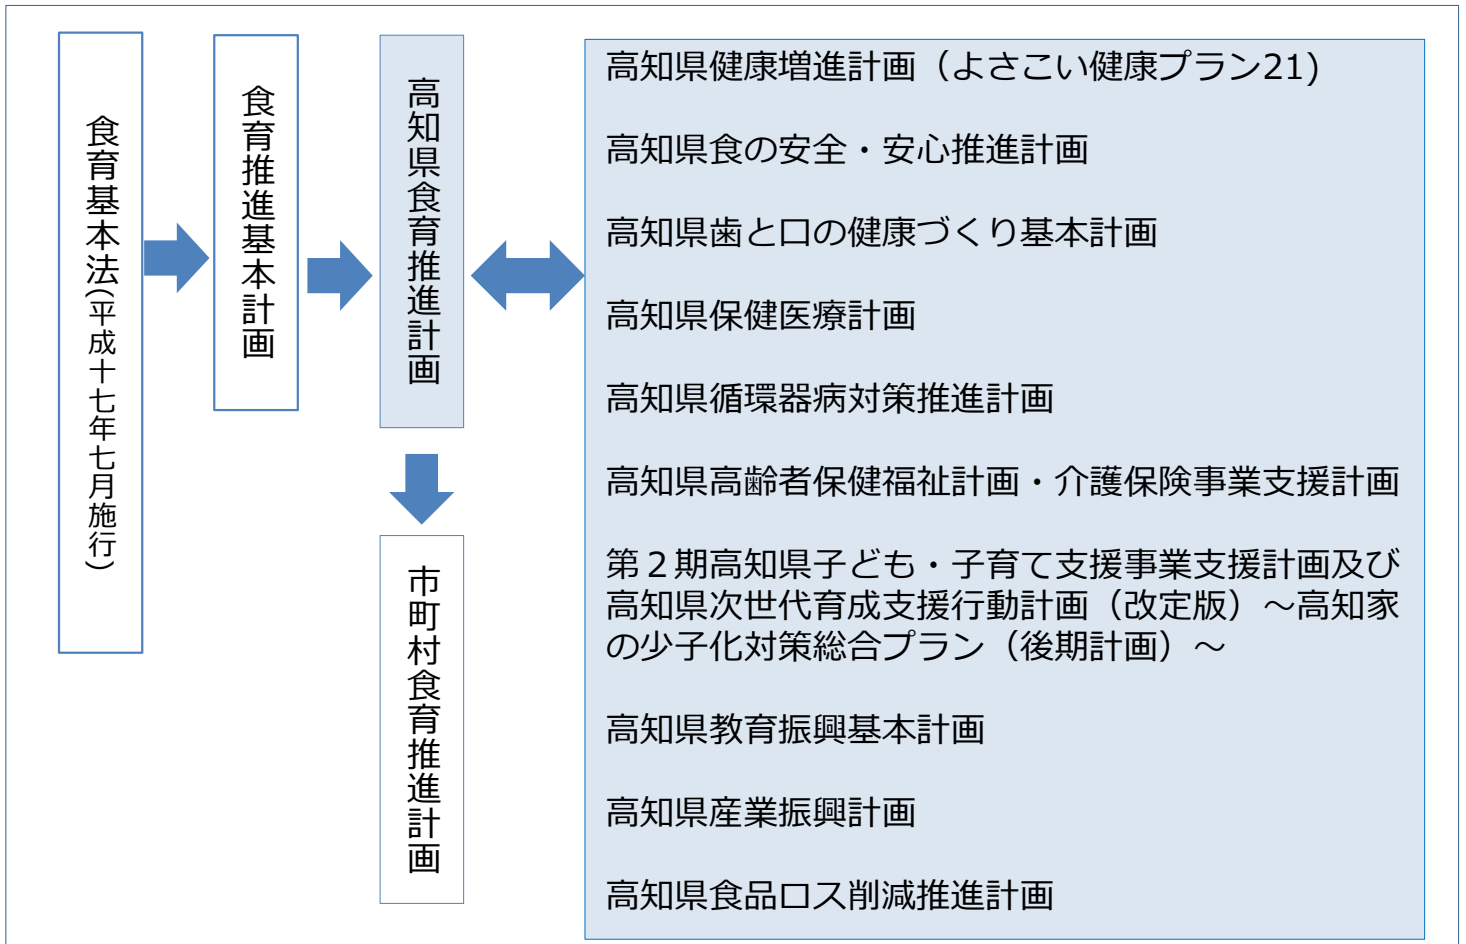 食育基本法(平成十七年七月施行)
食育推進基本計画
高知県食育推進計画
市町村食育推進計画
高知県健康増進計画（よさこい健康プラン21)
高知県食の安全・安心推進計画
高知県歯と口の健康づくり基本計画
高知県保健医療計画
高知県循環器病対策推進計画
高知県高齢者保健福祉計画・介護保険事業支援計画
第２期高知県子ども・子育て支援事業支援計画及び
高知県次世代育成支援行動計画（改定版）～高知家
の少子化対策総合プラン（後期計画）～
高知県教育振興基本計画
高知県産業振興計画
高知県食品ロス削減推進計画